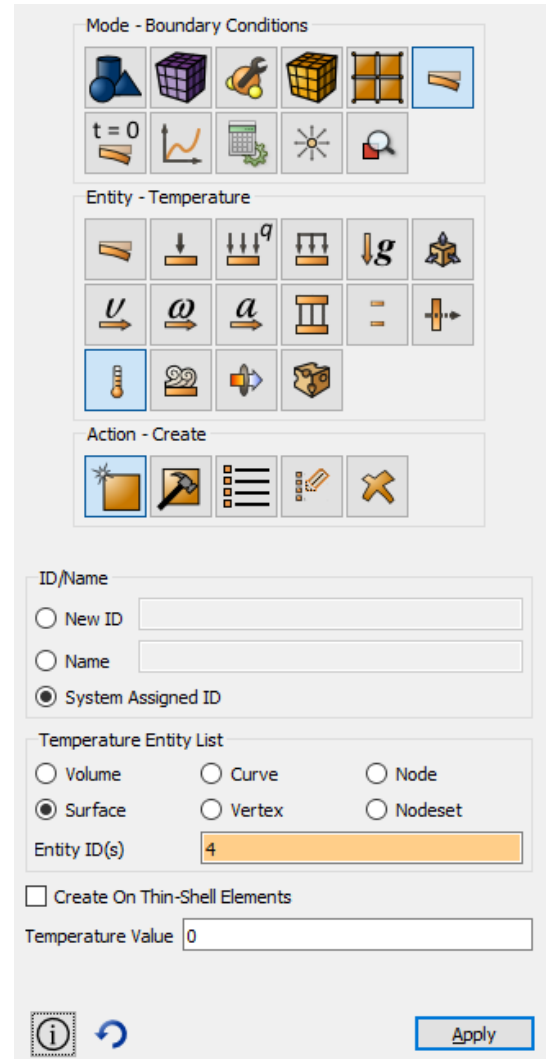 Mode - Boundary Conditions
t = 0
Entity - Temperature
q
g
υ
ω
a
Action - Create
ID/Name
New ID
Name
System Assigned ID
Temperature Entity List
Volume Curve Node
Surface Vertex Nodeset
Entity ID(s) 4
Create On Thin-Shell Elements
Temperature Value 0
i
Apply